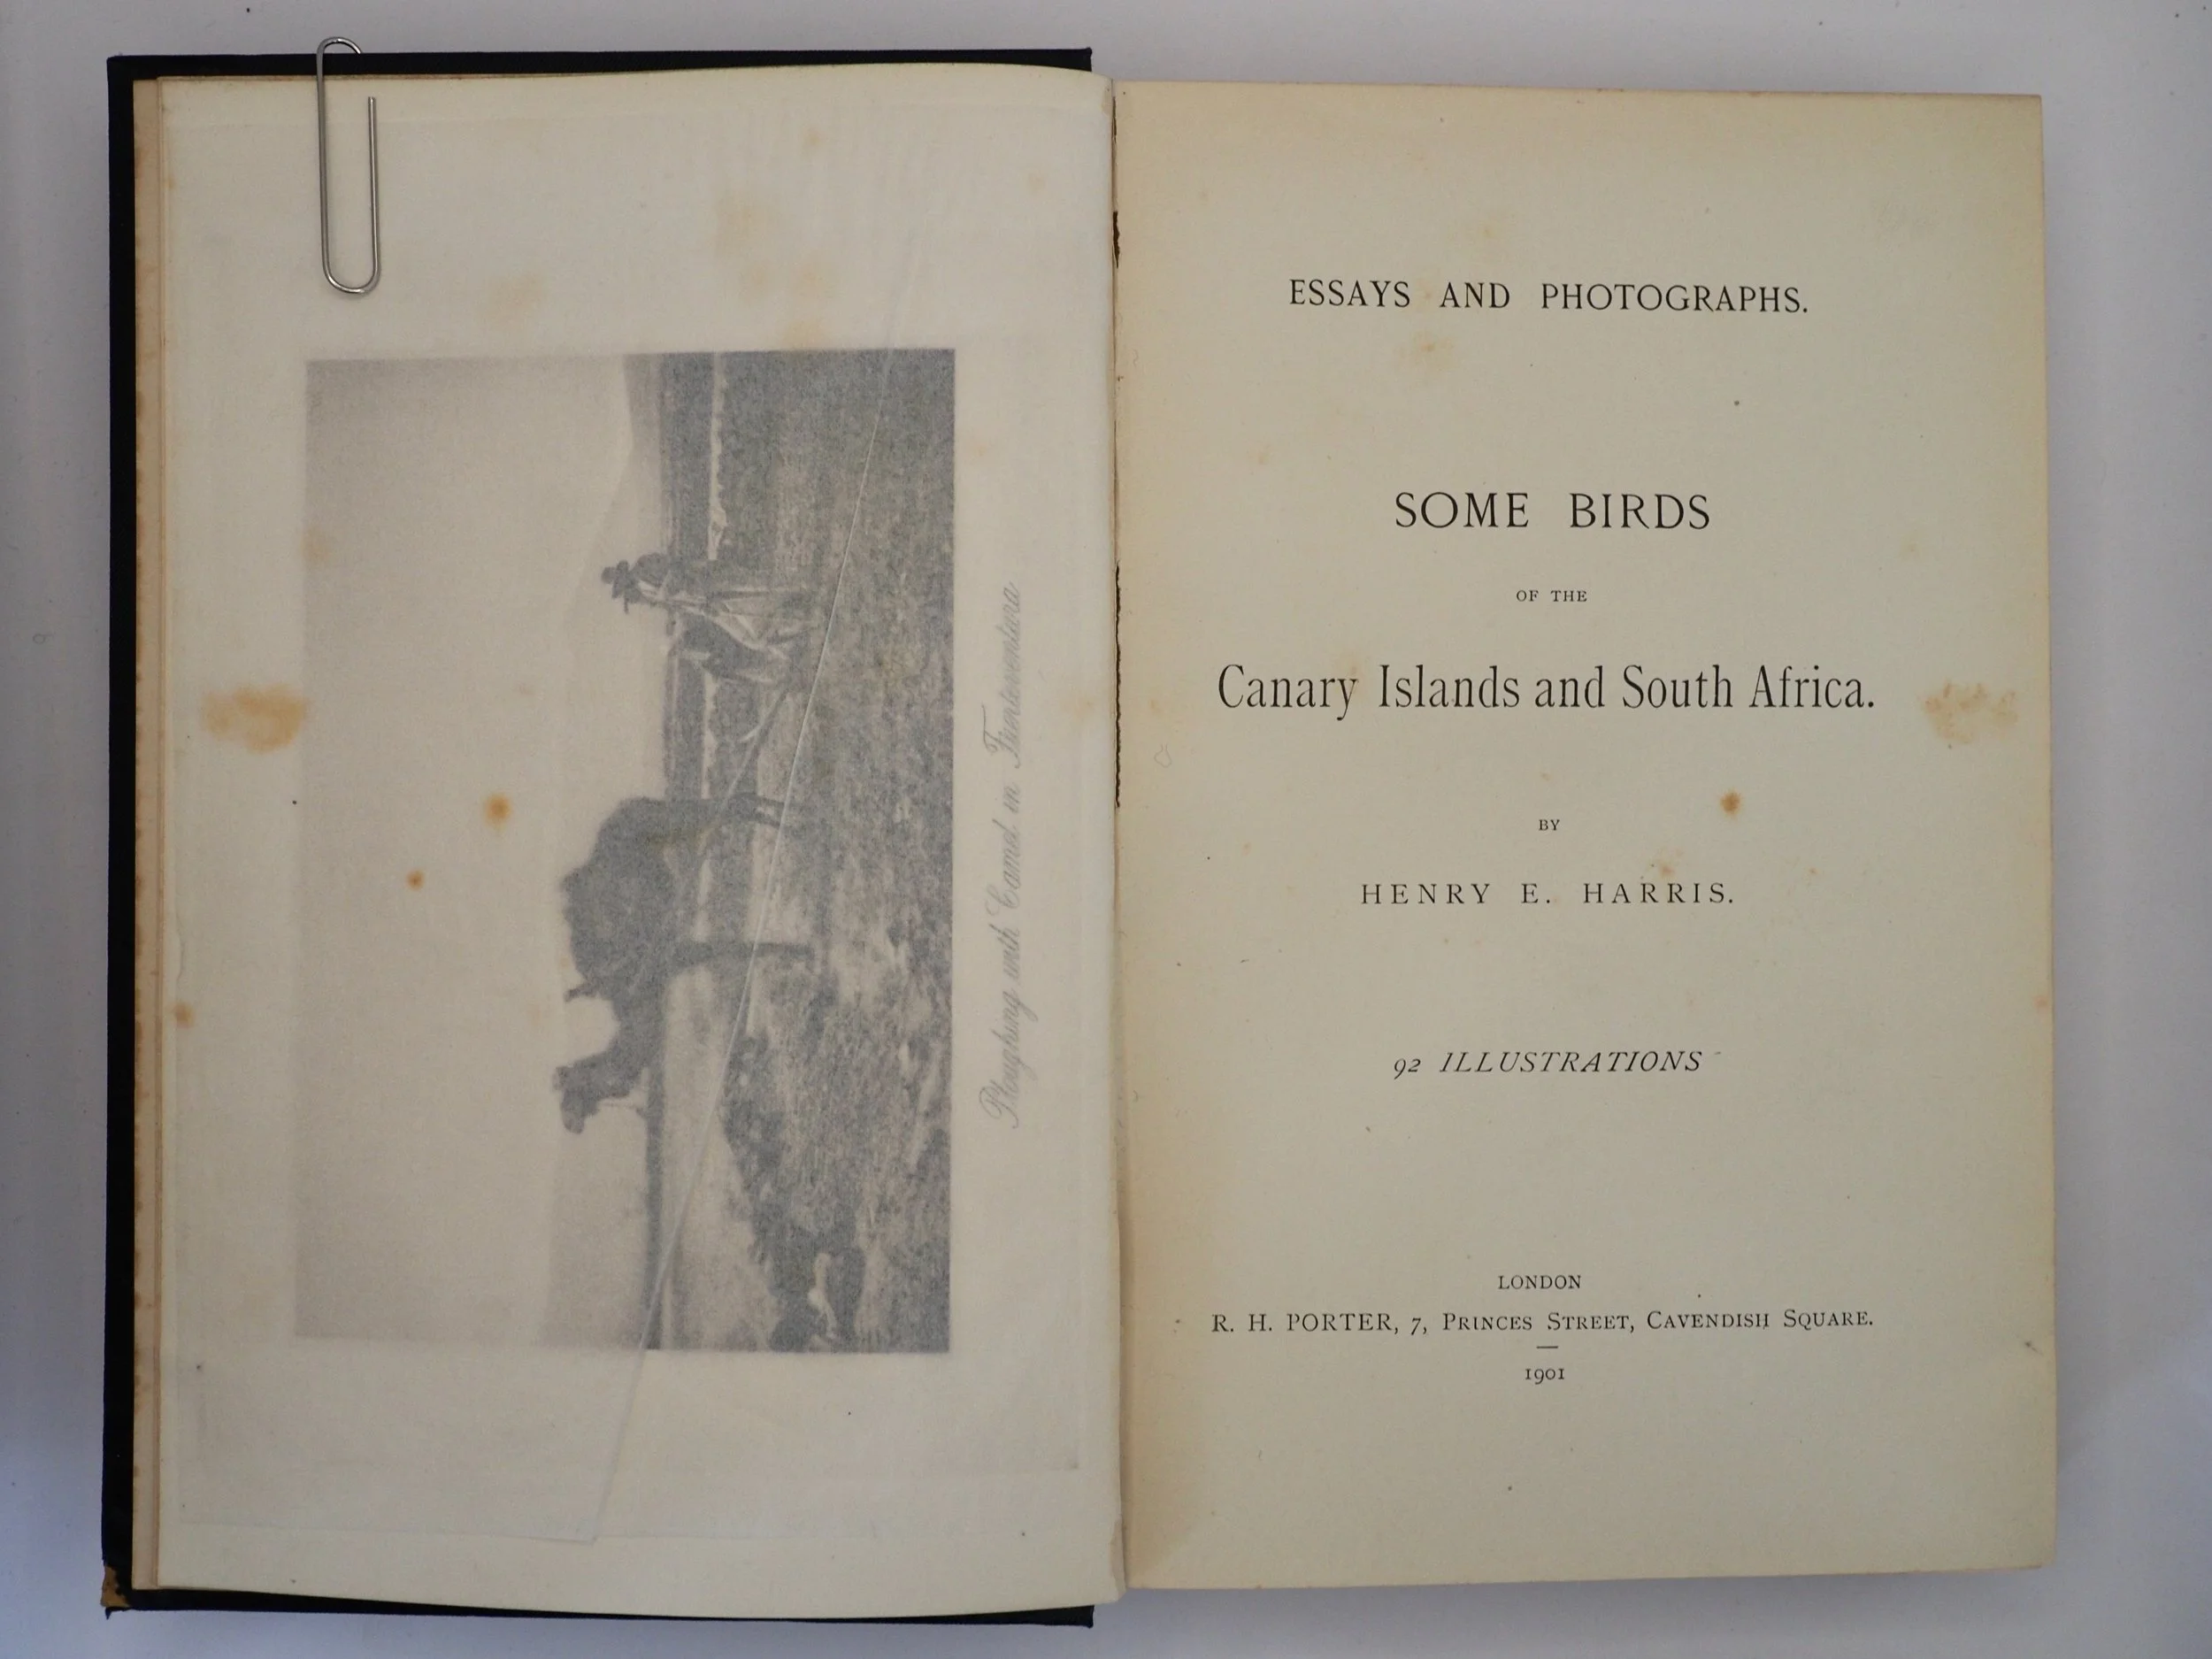 Ploughing with Camel in Fuerteventura
ESSAYS AND PHOTOGRAPHS.
SOME BIRDS
OF THE
Canary Islands and South Africa.
BY
HENRY E. HARRIS.
92 ILLUSTRATIONS
LONDON
R. H. PORTER, 7, PRINCES STREET, CAVENDISH SQUARE.
1901